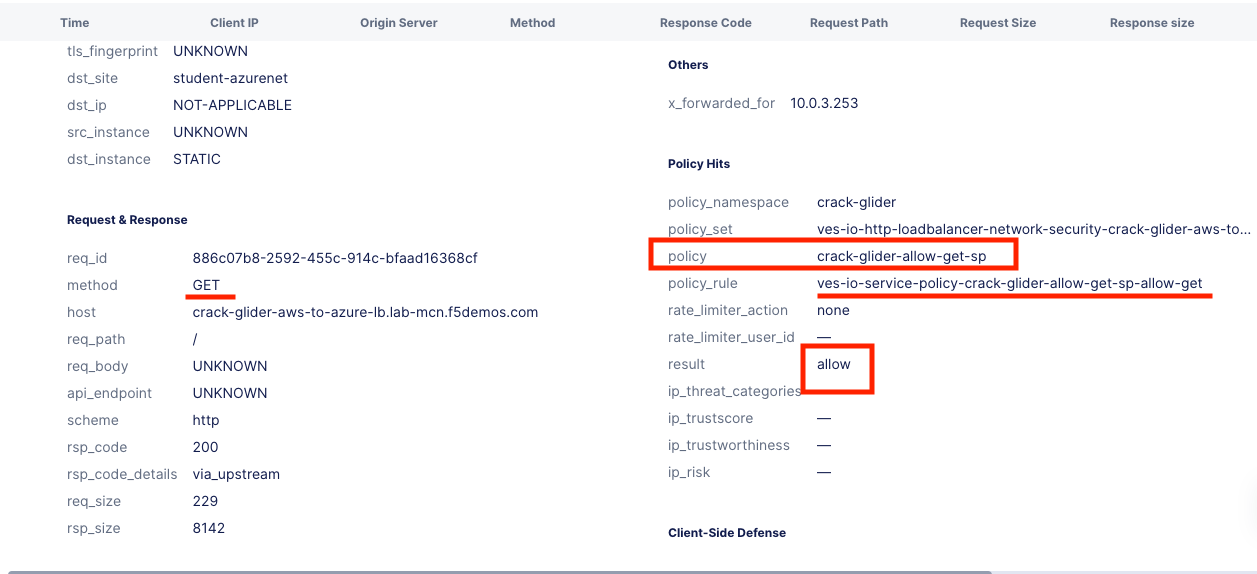 Time Client IP Origin Server Method Response Code Request Path Request Size Response size
tls_fingerprint UNKNOWN
dst_site student-azurenet
dst_ip NOT-APPLICABLE
src_instance UNKNOWN
dst_instance STATIC
Request & Response
req_id 886c07b8-2592-455c-914c-bfaad16368cf
method GET
host crack-glider-aws-to-azure-lb.lab-mcn.f5demos.com
req_path /
req_body UNKNOWN
api_endpoint UNKNOWN
scheme http
rsp_code 200
rsp_code_details via_upstream
req_size 229
rsp_size 8142
Others
x_forwarded_for 10.0.3.253
Policy Hits
policy_namespace crack-glider
policy_set ves-io-http-loadbalancer-network-security-crack-glider-aws-to...
policy crack-glider-allow-get-sp
policy_rule ves-io-service-policy-crack-glider-allow-get-sp-allow-get
rate_limiter_action none
rate_limiter_user_id —
result allow
ip_threat_categories
ip_trustscore —
ip_trustworthiness —
ip_risk —
Client-Side Defense